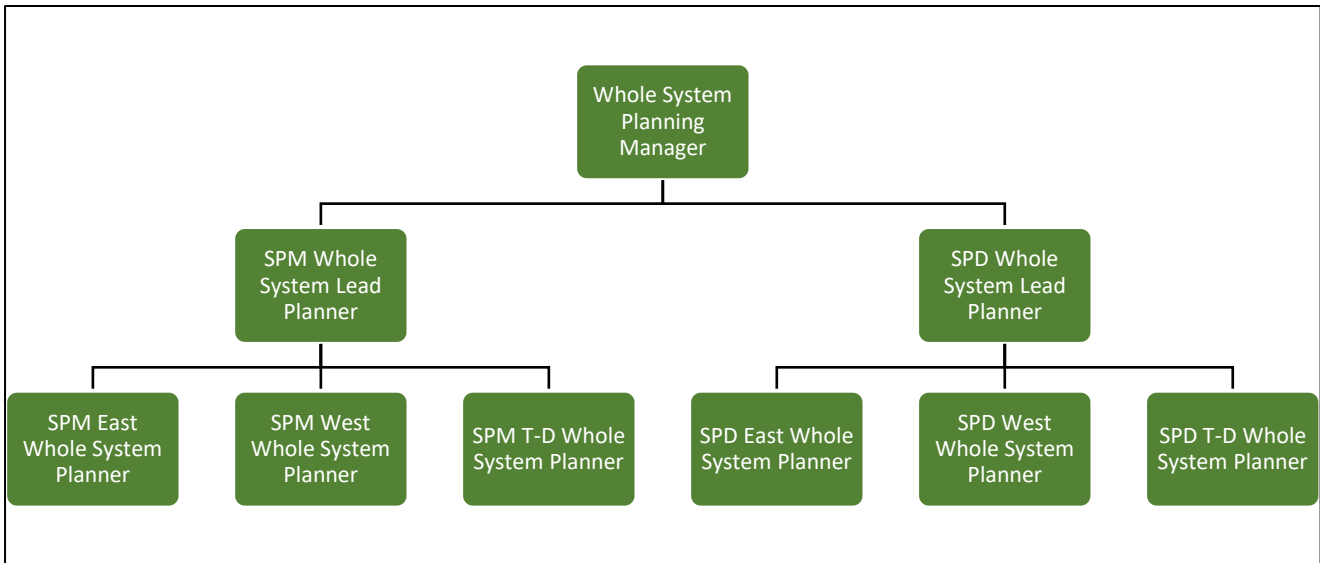 Whole System
Planning
Manager
SPM Whole
System Lead
Planner
SPD Whole
System Lead
Planner
SPM East
Whole System
Planner
SPM West
Whole System
Planner
SPM T-D Whole
System Planner
SPD East Whole
System Planner
SPD West
Whole System
Planner
SPD T-D Whole
System Planner